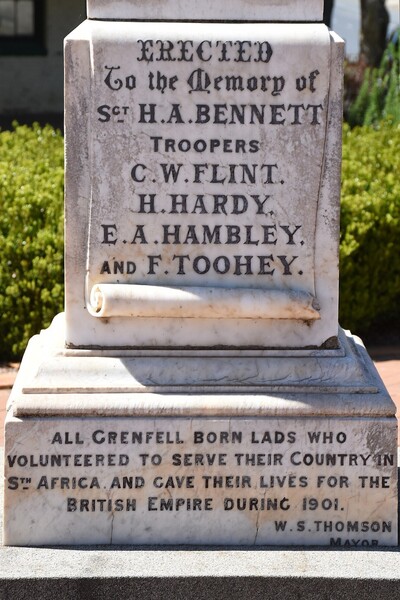 ERECTED
To the Memory of
SGT H.A. BENNETT
TROOPERS
C.W. FLINT.
H. HARDY.
E.A. HAMBLEY.
AND F. TOOHEY.
ALL GRENFELL BORN LADS WHO
VOLUNTEERED TO SERVE THEIR COUNTRY IN
STH AFRICA AND GAVE THEIR LIVES FOR THE
BRITISH EMPIRE DURING 1901.
W.S. THOMSON
MAYOR